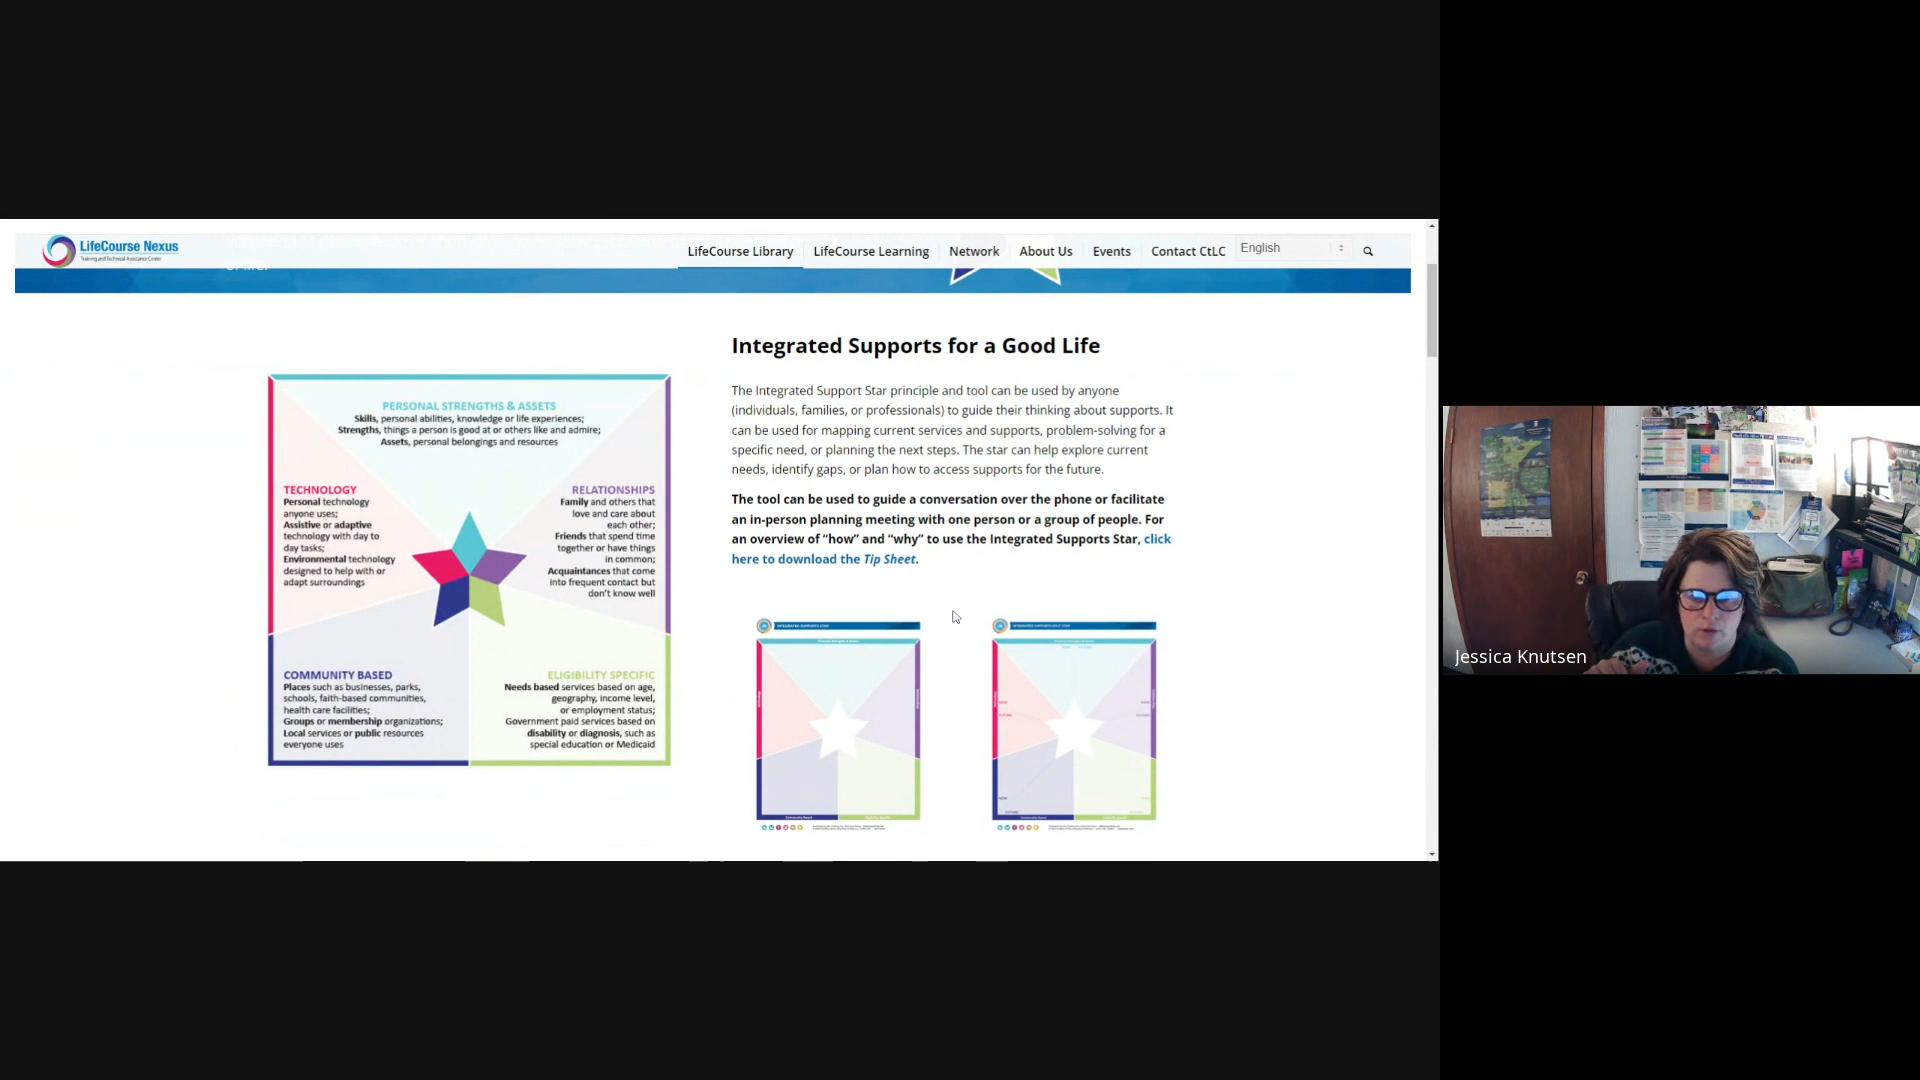 LifeCourse Nexus
Training and Technical Assistance Center
LifeCourse Library
LifeCourse Learning
Network
About Us
Events
Contact CtLC
English
Integrated Supports for a Good Life
The Integrated Support Star principle and tool can be used by anyone
(individuals, families, or professionals) to guide their thinking about supports. It
can be used for mapping current services and supports, problem-solving for a
specific need, or planning the next steps. The star can help explore current
needs, identify gaps, or plan how to access supports for the future.
The tool can be used to guide a conversation over the phone or facilitate
an in-person planning meeting with one person or a group of people. For
an overview of “how” and “why” to use the Integrated Supports Star, click
here to download the Tip Sheet.
PERSONAL STRENGTHS & ASSETS
Skills, personal abilities, knowledge or life experiences;
Strengths, things a person is good at or others like and admire;
Assets, personal belongings and resources
TECHNOLOGY
Personal technology
anyone uses;
Assistive or adaptive
technology with day to
day tasks;
Environmental technology
designed to help with or
adapt surroundings
RELATIONSHIPS
Family and others that
love and care about
each other;
Friends that spend time
together or have things
in common;
Acquaintances that come
into frequent contact but
don't know well
COMMUNITY BASED
Places such as businesses, parks,
schools, faith-based communities,
health care facilities;
Groups or membership organizations;
Local services or public resources
everyone uses
ELIGIBILITY SPECIFIC
Needs based services based on age,
geography, income level,
or employment status;
Government paid services based on
disability or diagnosis, such as
special education or Medicaid
INTEGRATED SUPPORTS STAR
Jessica Knutsen